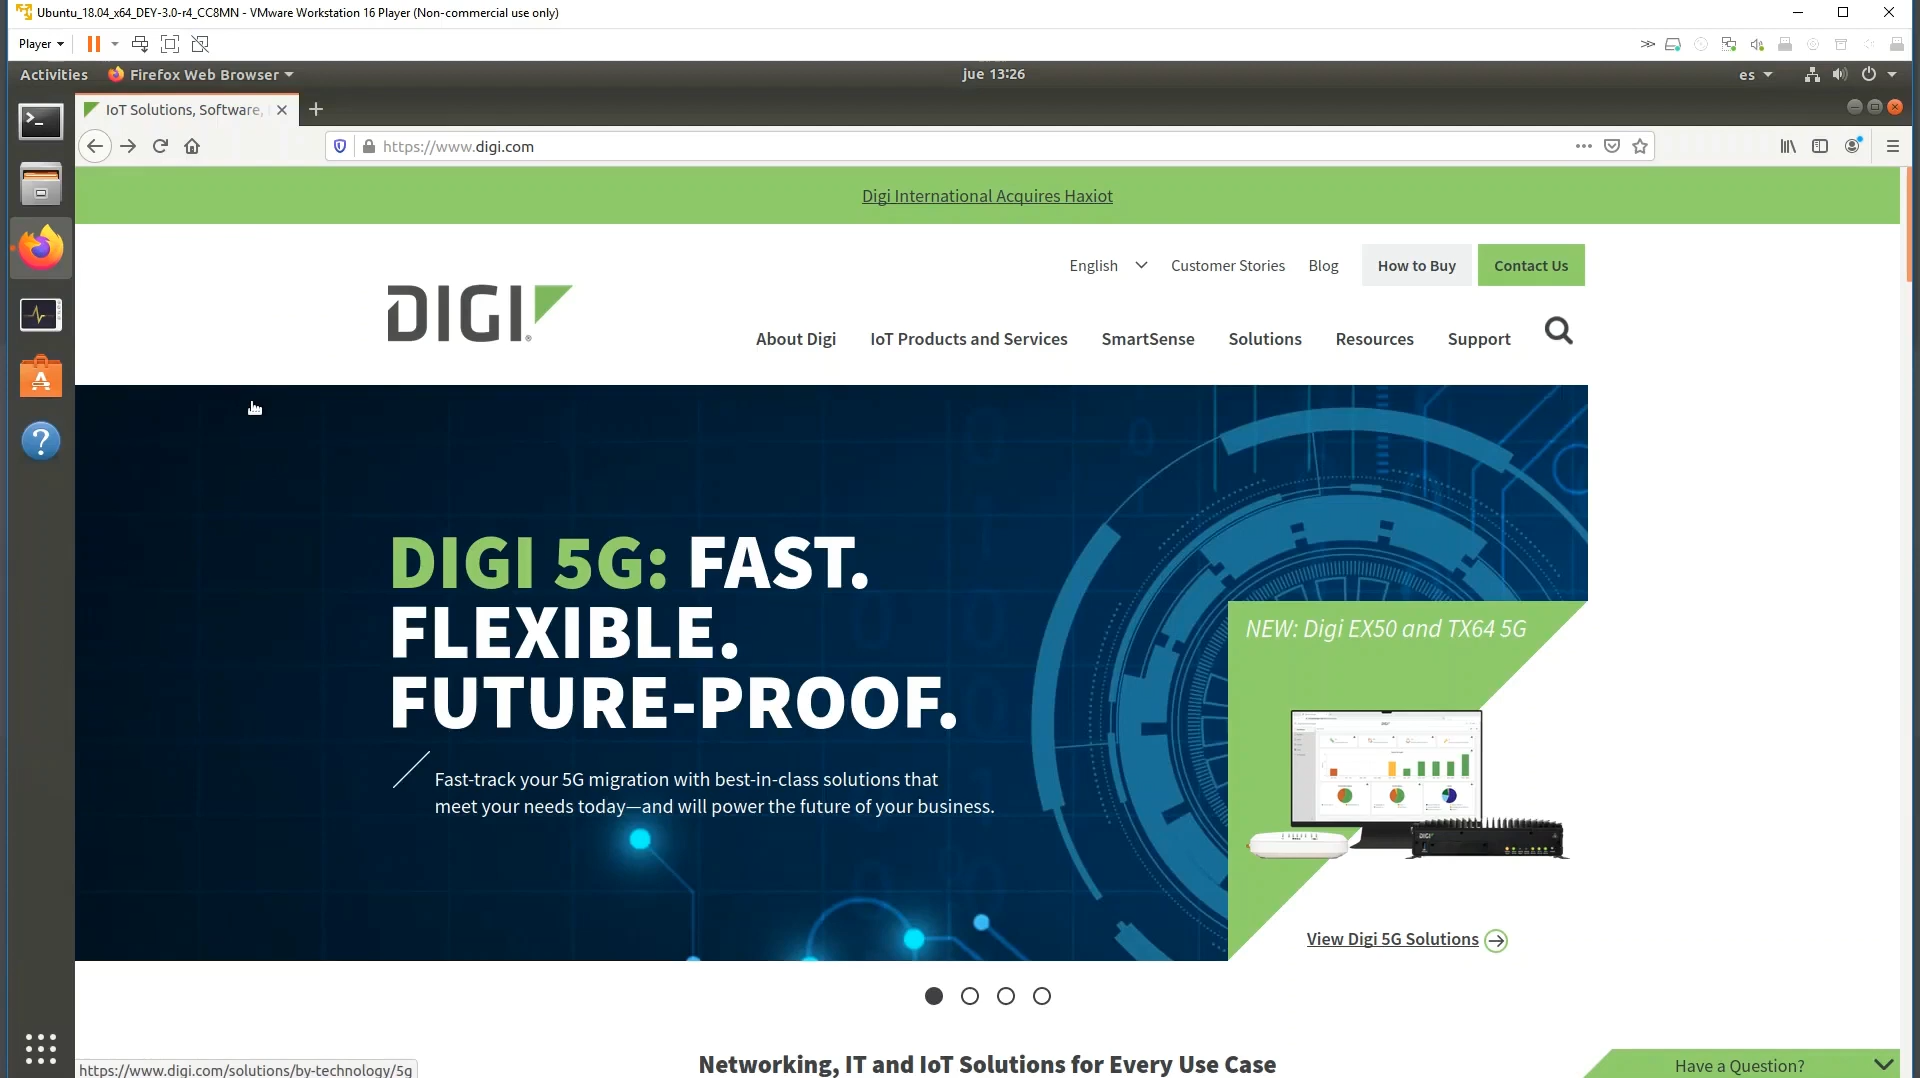 Ubuntu_18.04_x64_DEY-3.0-r4_CC8MN - VMware Workstation 16 Player (Non-commercial use only)
Player
Activities Firefox Web Browser jue 13:26 es
IoT Solutions, Software,
https://www.digi.com
Digi International Acquires Haxiot
English Customer Stories Blog How to Buy Contact Us
DIGI
About Digi IoT Products and Services SmartSense Solutions Resources Support
DIGI 5G: FAST.
FLEXIBLE.
FUTURE-PROOF.
Fast-track your 5G migration with best-in-class solutions that
meet your needs today—and will power the future of your business.
NEW: Digi EX50 and TX64 5G
DIGI
View Digi 5G Solutions
Networking, IT and IoT Solutions for Every Use Case
Have a Question?
https://www.digi.com/solutions/by-technology/5g